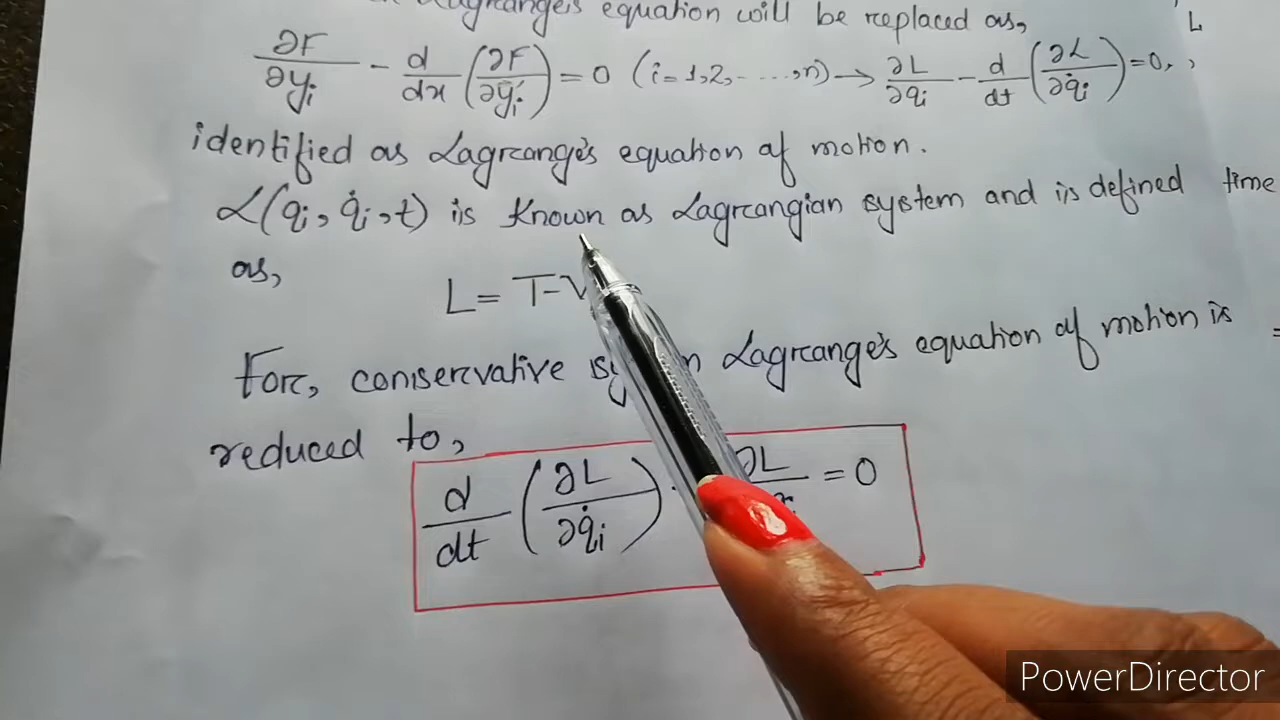 Lagrange's equation will be replaced as,
∂F/∂yᵢ − d/dx (∂F/∂yᵢ') = 0 (i = 1, 2, - - - -, n) → ∂L/∂qᵢ − d/dt (∂L/∂q̇ᵢ) = 0,
identified as Lagrange's equation of motion.
L(qᵢ, q̇ᵢ, t) is known as Lagrangian system and is defined time
as,
L = T-V
For, conservative Lagrange's equation of motion is =
reduced to,
d/dt (∂L/∂q̇ᵢ) ∂L = 0
L
PowerDirector